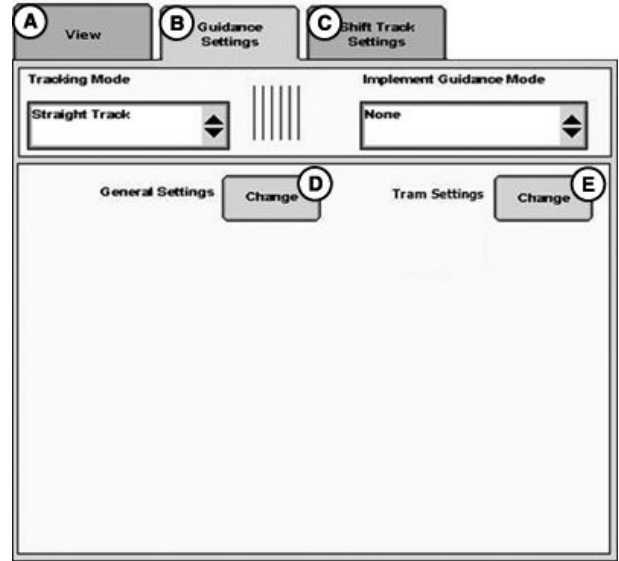 A
View
B
Guidance
Settings
C
Shift Track
Settings
Tracking Mode
Implement Guidance Mode
Straight Track
None
General Settings
Change
D
Tram Settings
Change
E